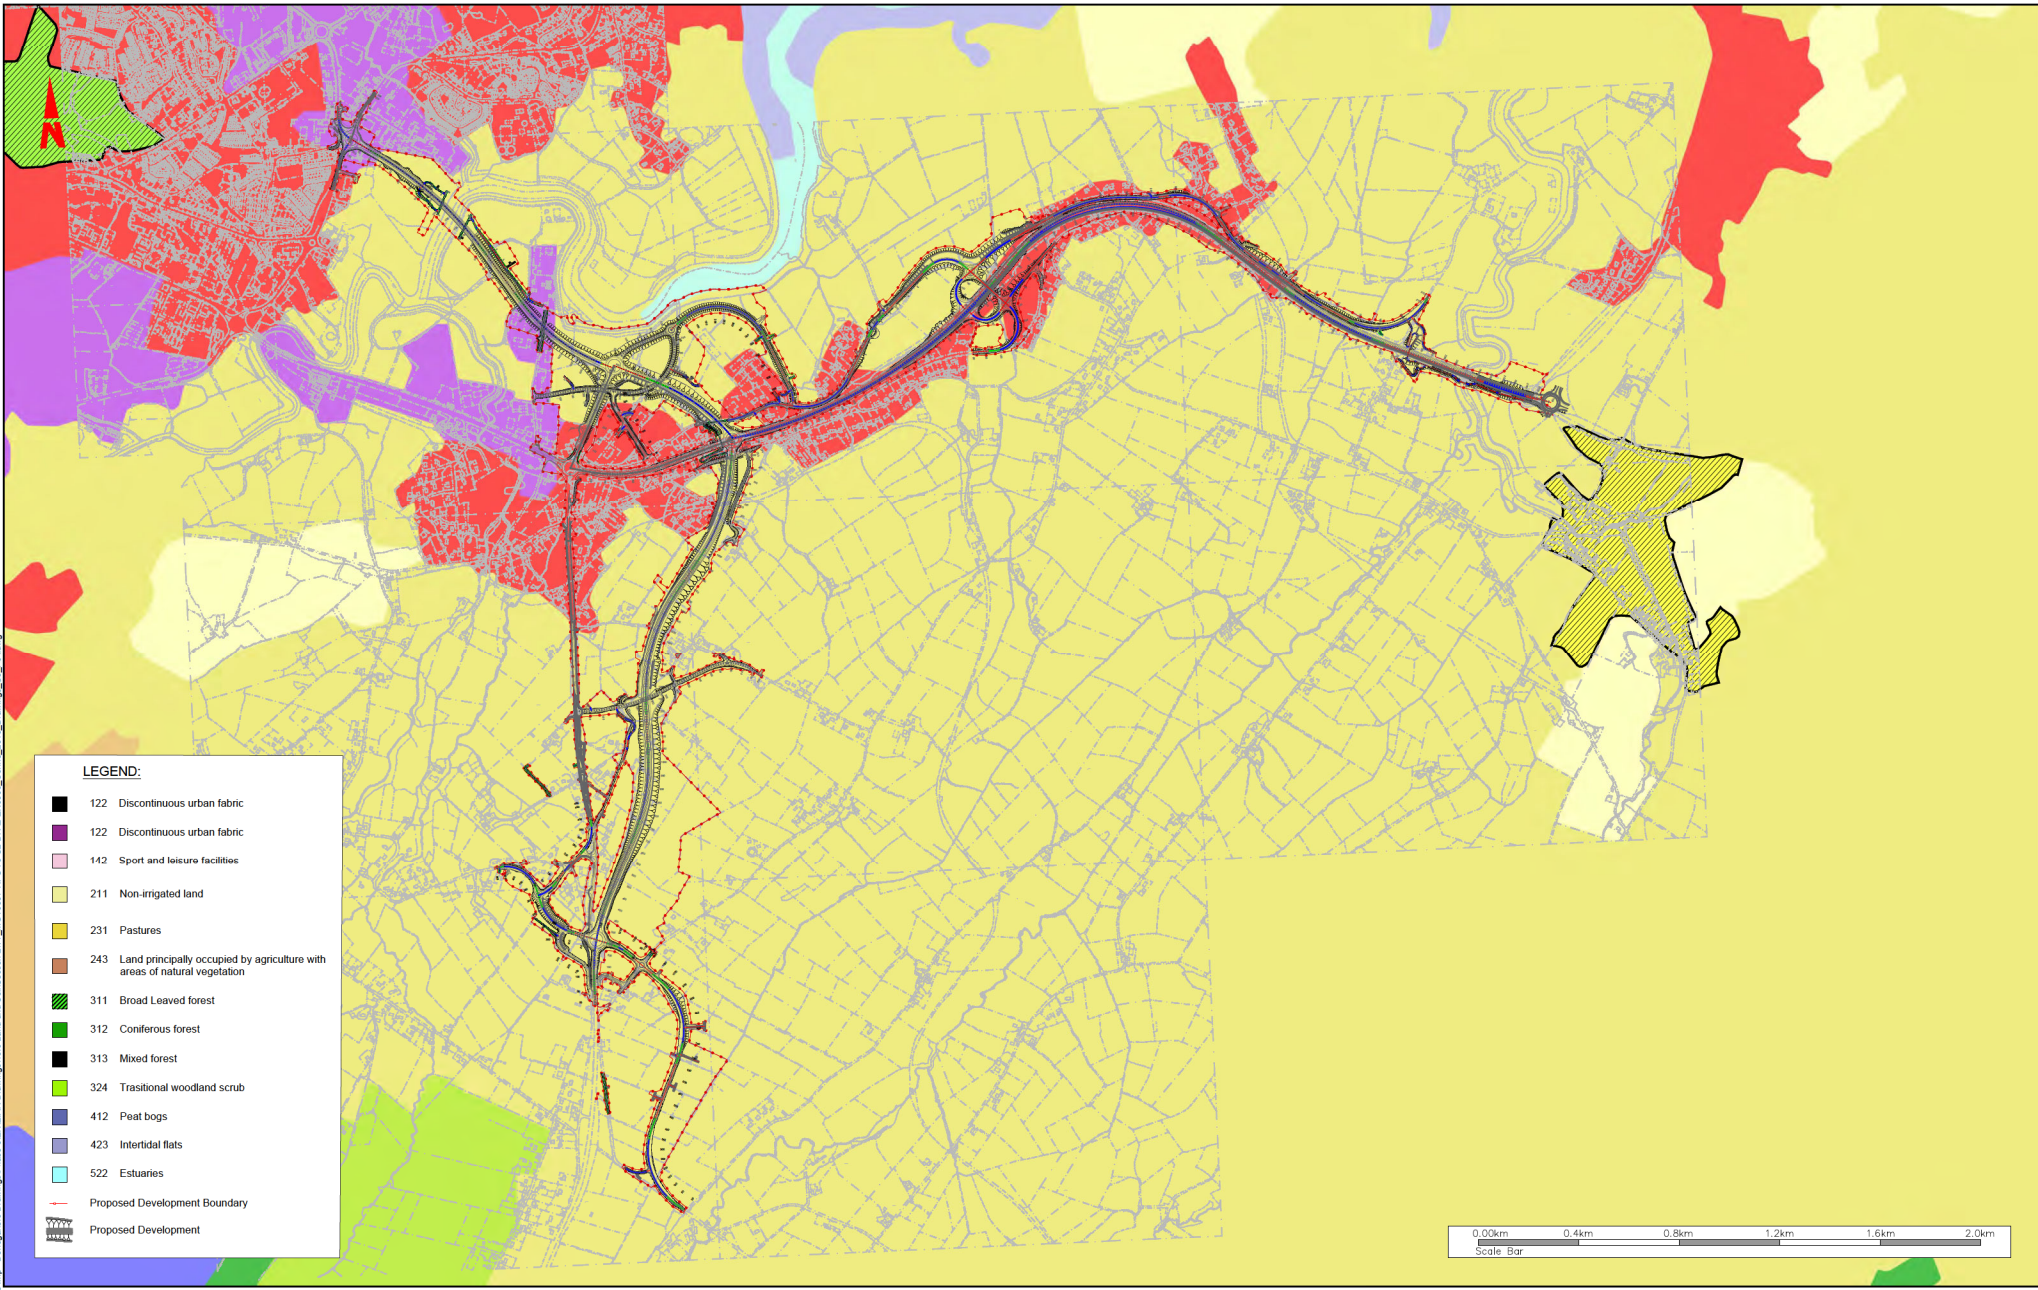 N
LEGEND:
122 Discontinuous urban fabric
122 Discontinuous urban fabric
142 Sport and leisure facilities
211 Non-irrigated land
231 Pastures
243 Land principally occupied by agriculture with
areas of natural vegetation
311 Broad Leaved forest
312 Coniferous forest
313 Mixed forest
324 Trasitional woodland scrub
412 Peat bogs
423 Intertidal flats
522 Estuaries
Proposed Development Boundary
Proposed Development
0.00km 0.4km 0.8km 1.2km 1.6km 2.0km
Scale Bar